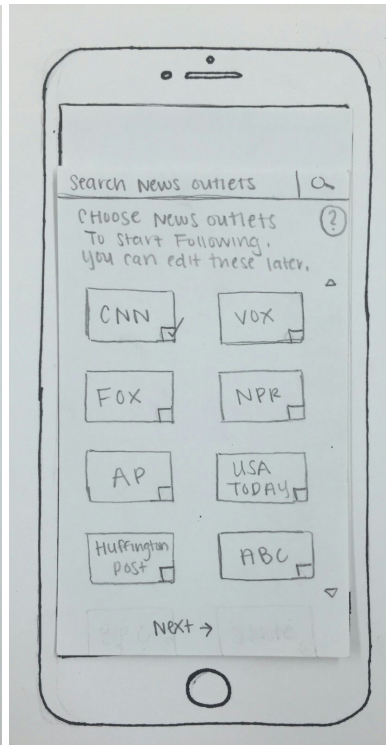 Search News outlets
CHOOSE News outlets
To Start Following.
you can edit these later.
?
CNN
VOX
FOX
NPR
AP
USA
TODAY
Huffington
post
ABC
Next →